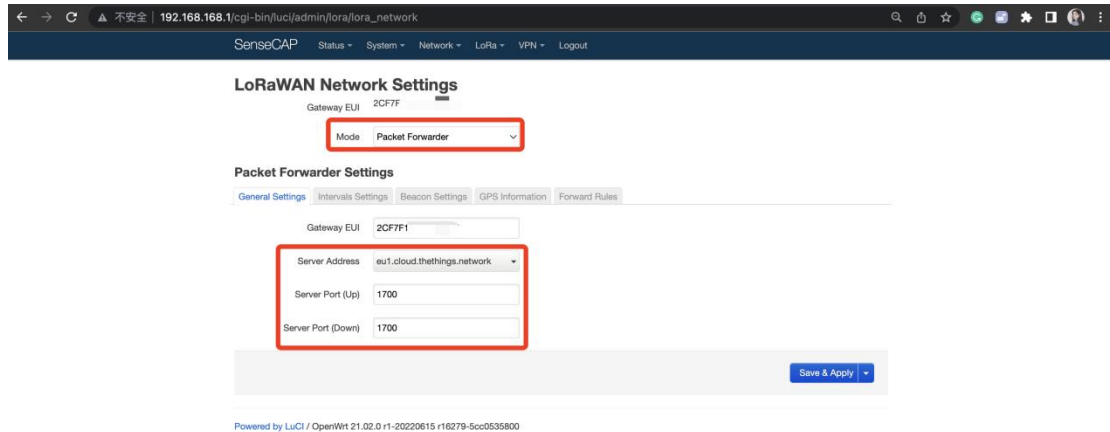 不安全 | 192.168.168.1/cgi-bin/luci/admin/lora/lora_network
SenseCAP Status System Network LoRa VPN Logout
LoRaWAN Network Settings
Gateway EUI 2CF7F
Mode Packet Forwarder
Packet Forwarder Settings
General Settings Intervals Settings Beacon Settings GPS Information Forward Rules
Gateway EUI 2CF7F1
Server Address eu1.cloud.thethings.network
Server Port (Up) 1700
Server Port (Down) 1700
Save & Apply
Powered by LuCI / OpenWrt 21.02.0 r1-20220615 r16279-5cc0535800